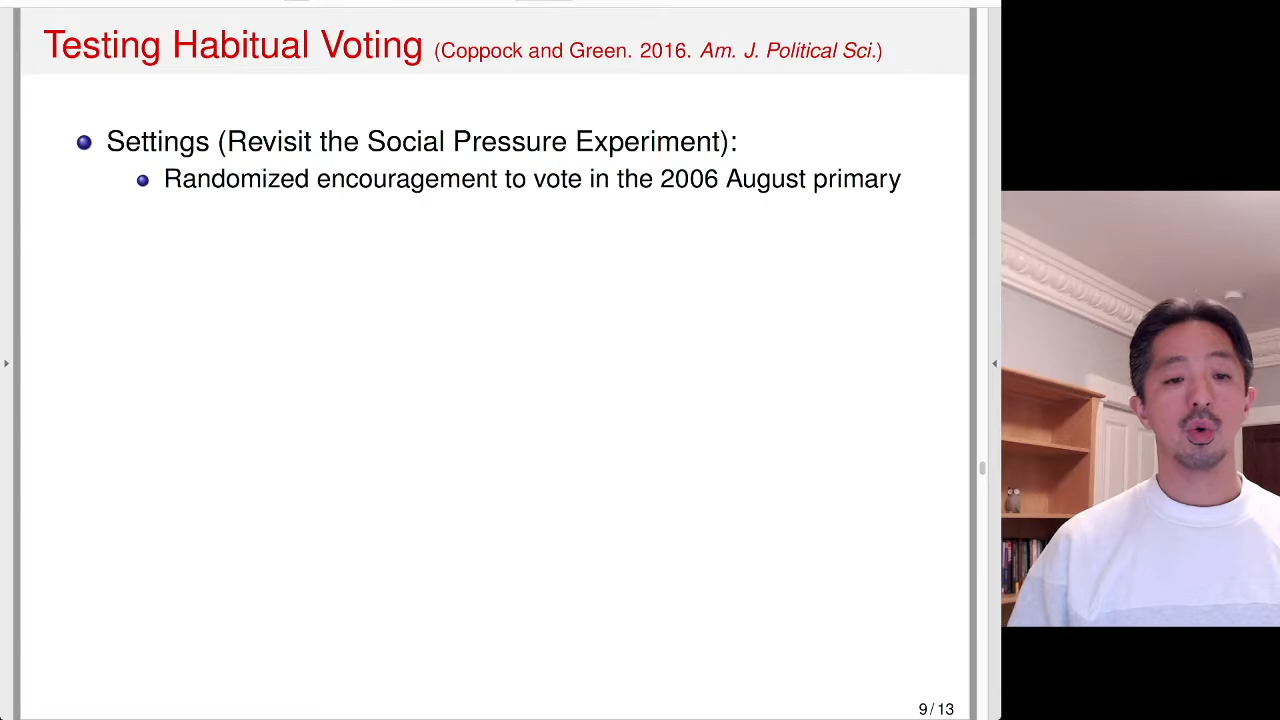 Testing Habitual Voting (Coppock and Green. 2016. Am. J. Political Sci.)
Settings (Revisit the Social Pressure Experiment):
Randomized encouragement to vote in the 2006 August primary
9 / 13